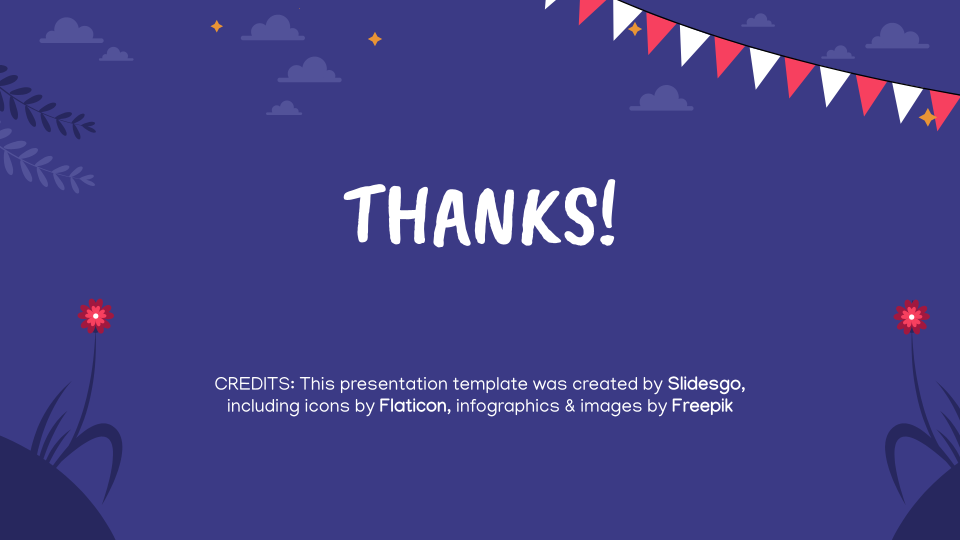 THANKS!
CREDITS: This presentation template was created by Slidesgo,
including icons by Flaticon, infographics & images by Freepik